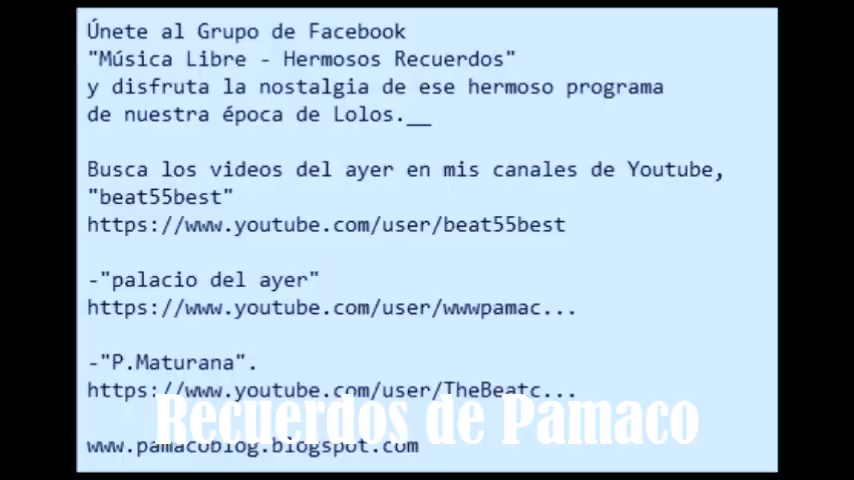 Únete al Grupo de Facebook
"Música Libre - Hermosos Recuerdos"
y disfruta la nostalgia de ese hermoso programa
de nuestra época de Lolos.__
Busca los videos del ayer en mis canales de Youtube,
"beat55best"
https://www.youtube.com/user/beat55best
-"palacio del ayer"
https://www.youtube.com/user/wwwpamac...
-"P.Maturana".
https://www.youtube.com/user/TheBeatc...
Recuerdos de Pamaco
www.pamacoblog.blogspot.com